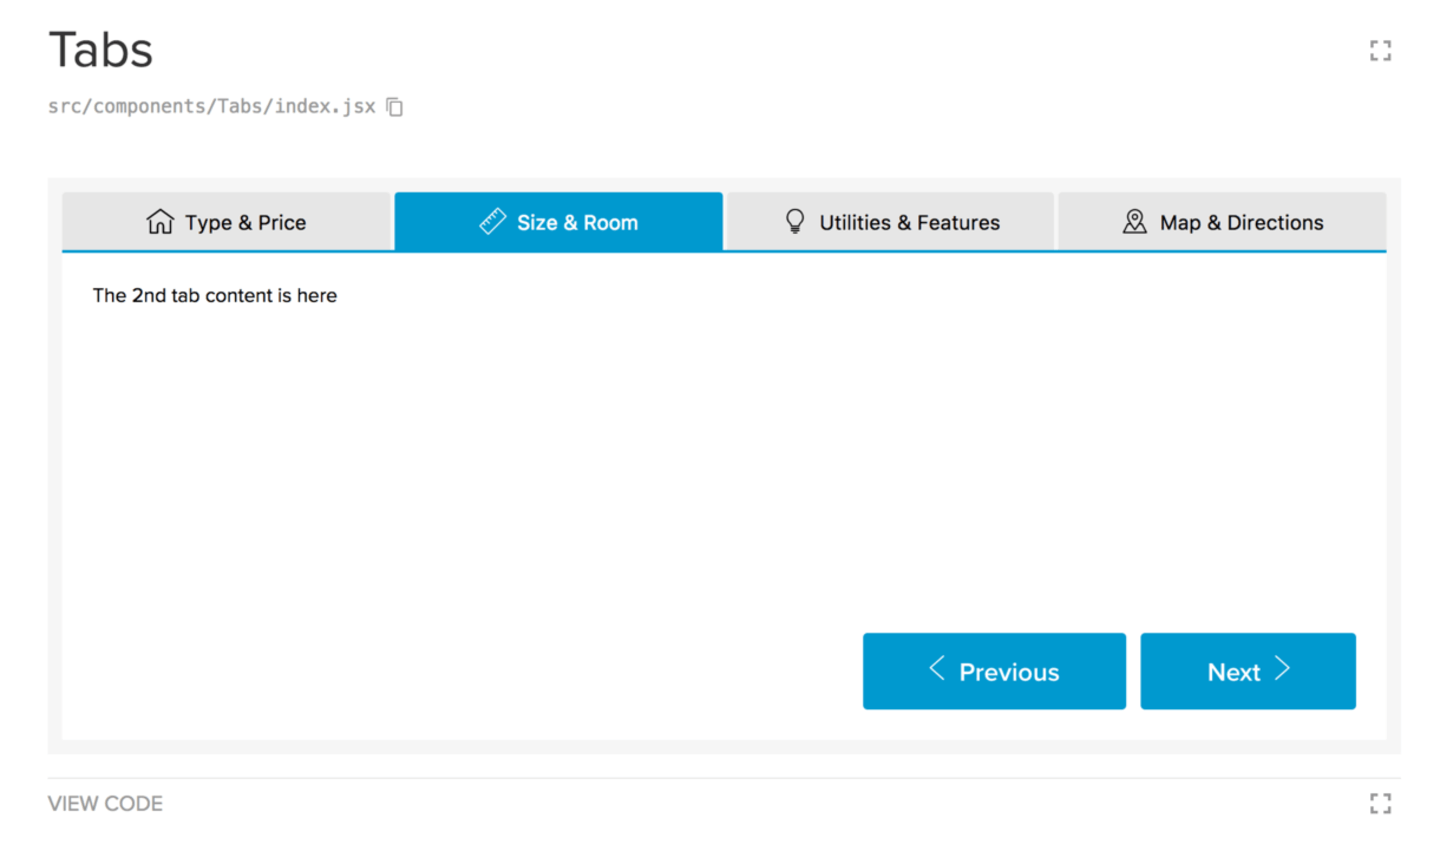 Tabs
src/components/Tabs/index.jsx
Type & Price
Size & Room
Utilities & Features
Map & Directions
The 2nd tab content is here
Previous
Next
VIEW CODE